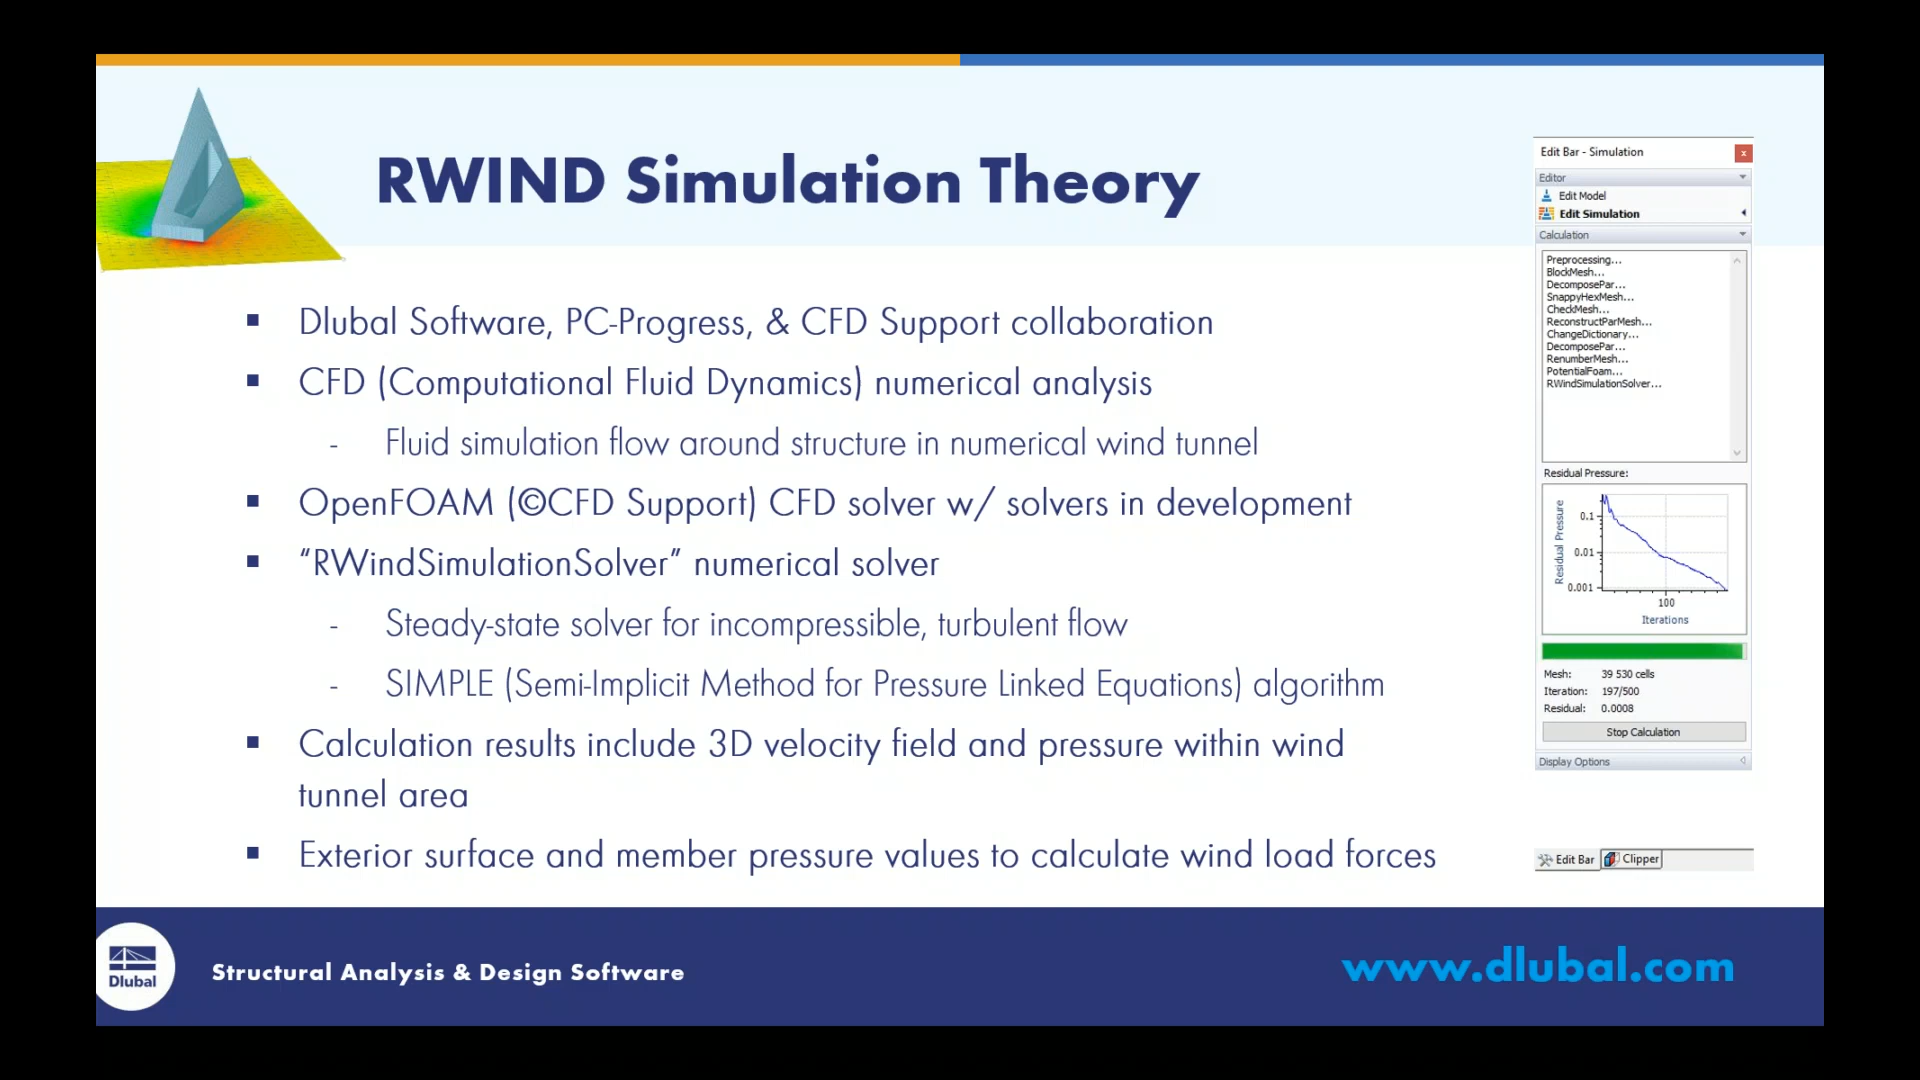 RWIND Simulation Theory
▪ Dlubal Software, PC-Progress, & CFD Support collaboration
▪ CFD (Computational Fluid Dynamics) numerical analysis
- Fluid simulation flow around structure in numerical wind tunnel
▪ OpenFOAM (©CFD Support) CFD solver w/ solvers in development
▪ “RWindSimulationSolver” numerical solver
- Steady-state solver for incompressible, turbulent flow
- SIMPLE (Semi-Implicit Method for Pressure Linked Equations) algorithm
▪ Calculation results include 3D velocity field and pressure within wind
tunnel area
▪ Exterior surface and member pressure values to calculate wind load forces
Edit Bar - Simulation
x
Editor
Edit Model
Edit Simulation
Calculation
Preprocessing...
BlockMesh...
DecomposePar...
SnappyHexMesh...
CheckMesh...
ReconstructParMesh...
ChangeDictionary...
DecomposePar...
RenumberMesh...
PotentialFoam...
RWindSimulationSolver...
Residual Pressure:
Residual Pressure
0.1
0.01
0.001
100
Iterations
Mesh: 39 530 cells
Iteration: 197/500
Residual: 0.0008
Stop Calculation
Display Options
Edit Bar Clipper
Dlubal
Structural Analysis & Design Software
www.dlubal.com